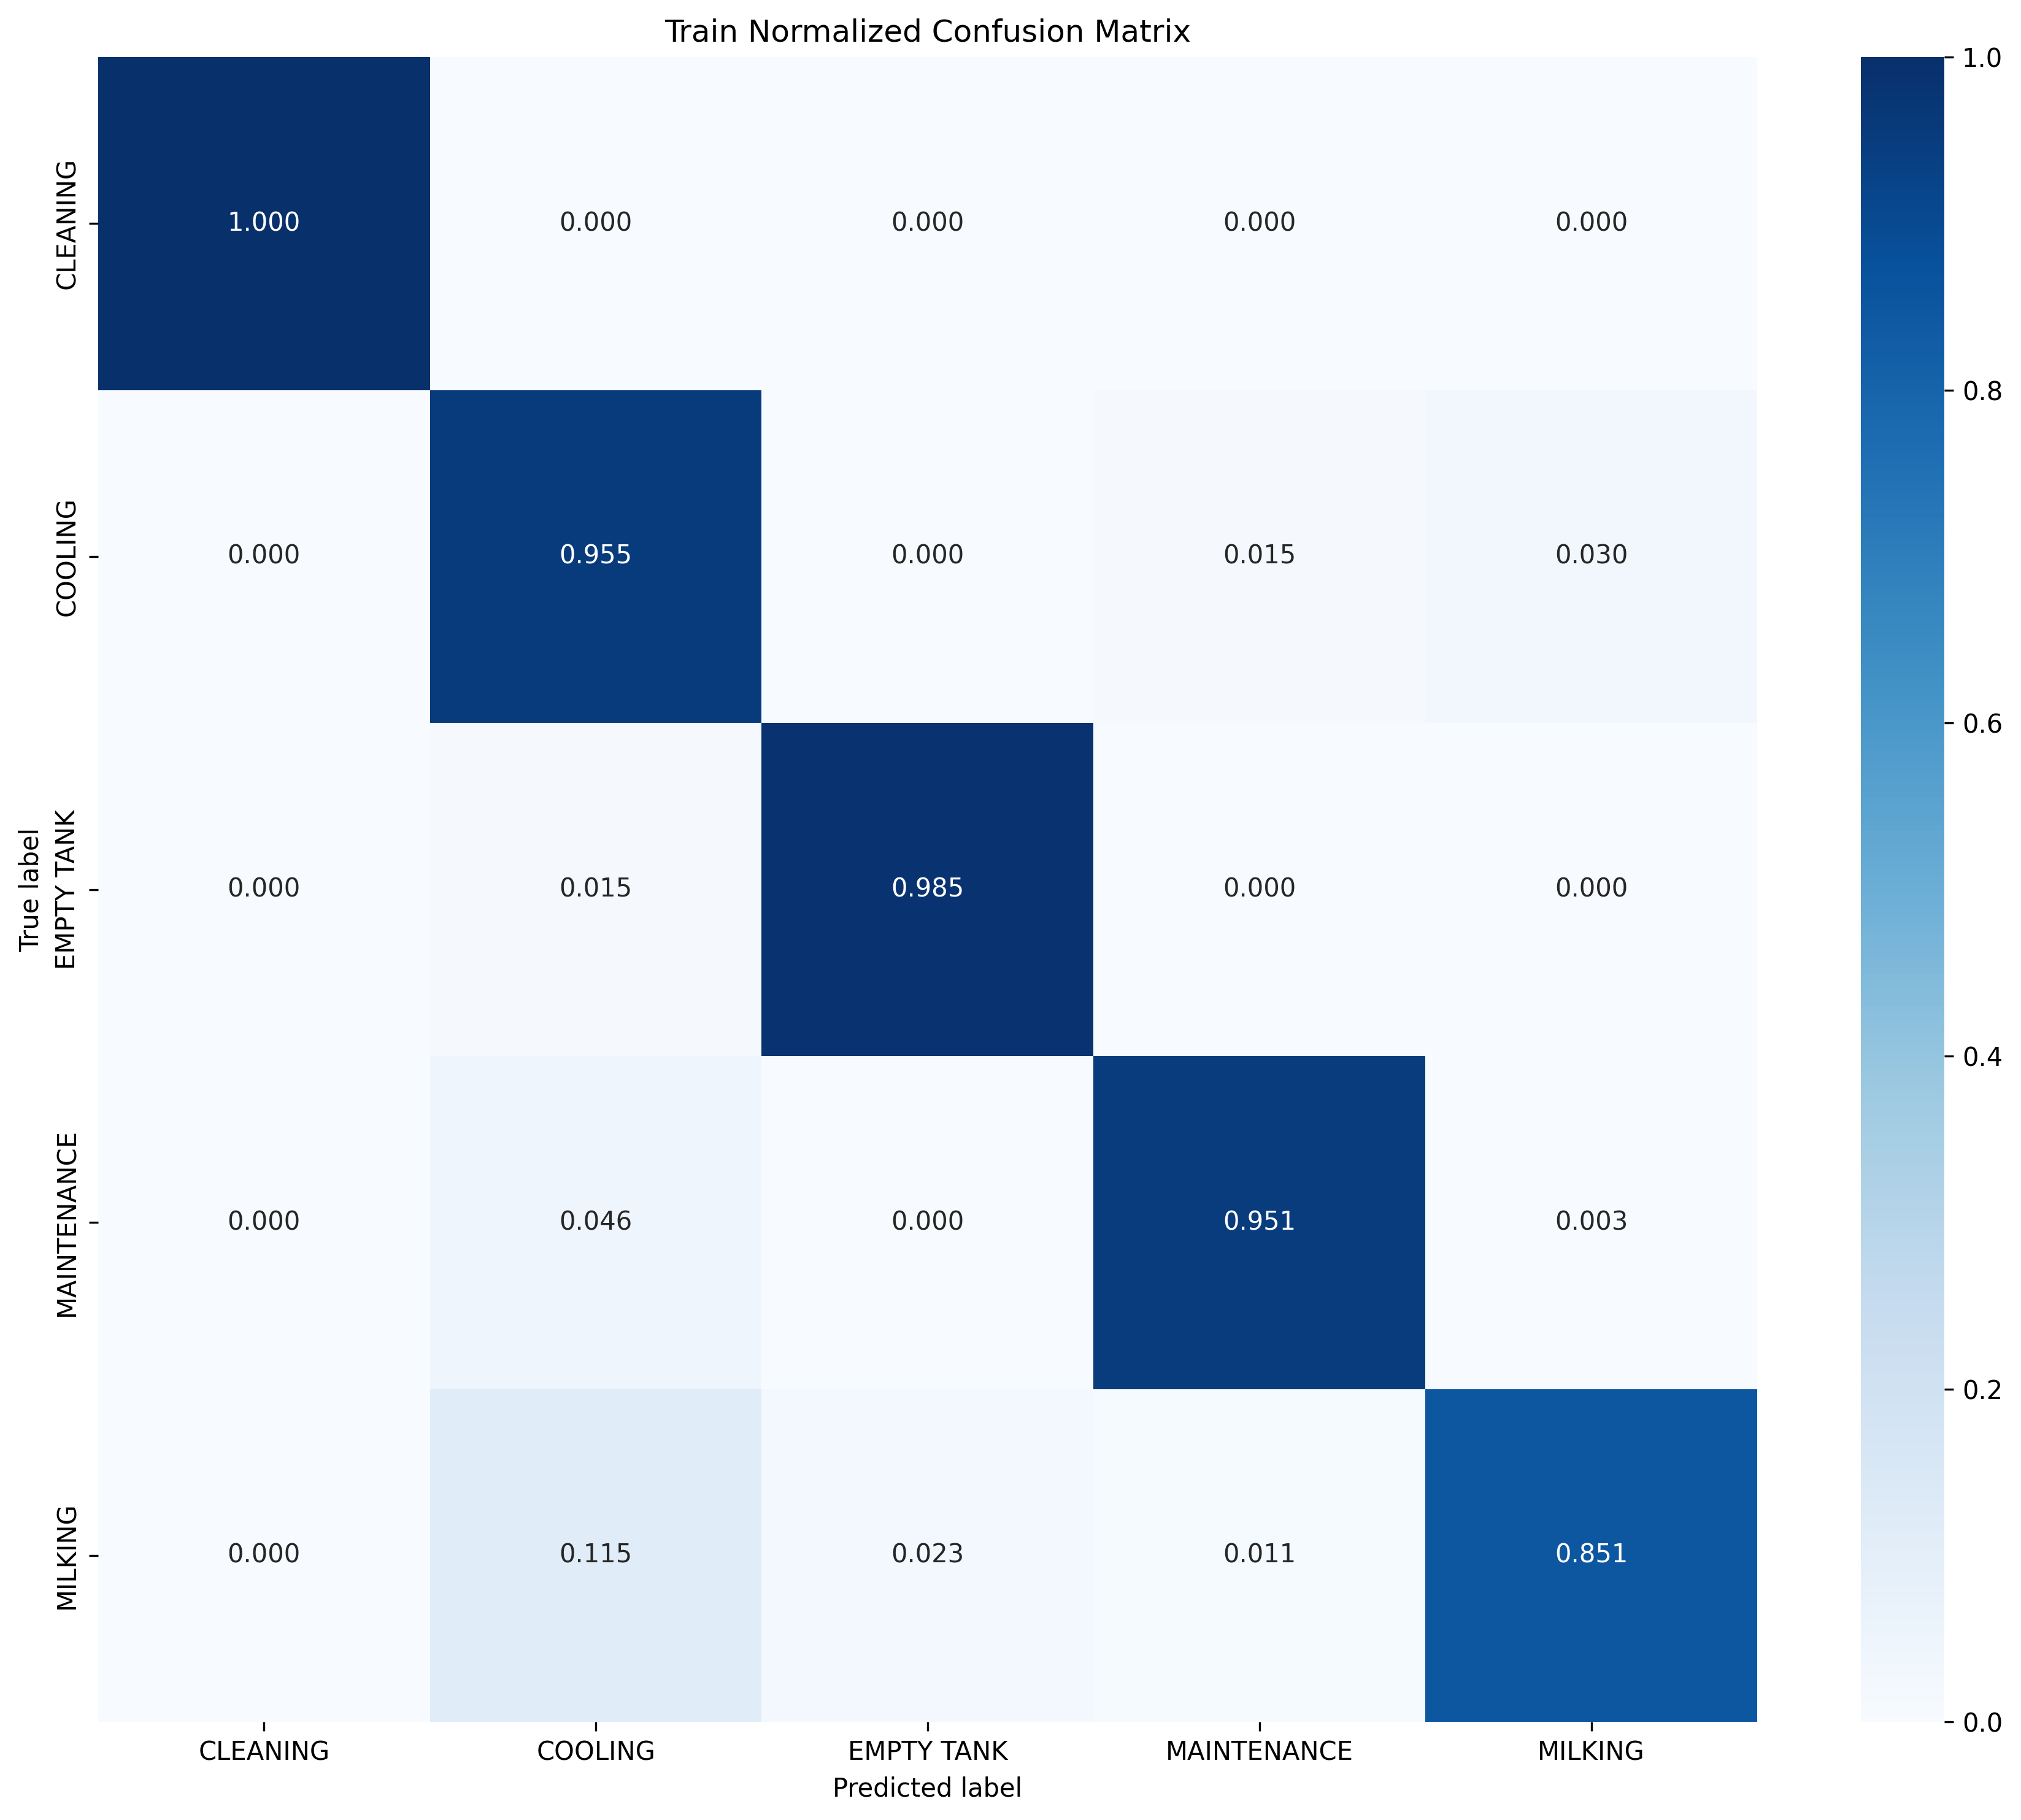 Train Normalized Confusion Matrix
True label
CLEANING
1.000 0.000 0.000 0.000 0.000
COOLING
0.000 0.955 0.000 0.015 0.030
EMPTY TANK
0.000 0.015 0.985 0.000 0.000
MAINTENANCE
0.000 0.046 0.000 0.951 0.003
MILKING
0.000 0.115 0.023 0.011 0.851
CLEANING COOLING EMPTY TANK MAINTENANCE MILKING
Predicted label
1.0
0.8
0.6
0.4
0.2
0.0